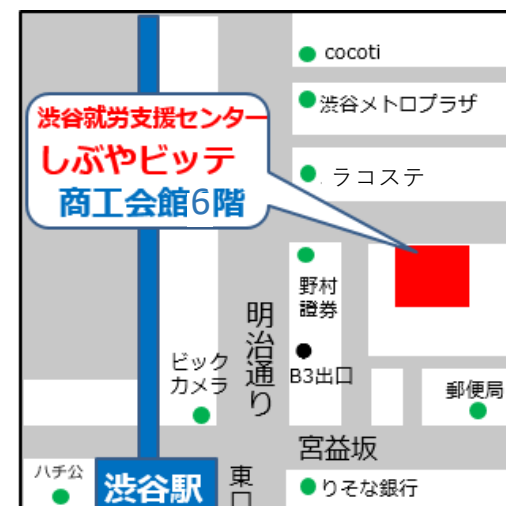 cocoti
渋谷メトロプラザ
渋谷就労支援センター
しぶやビッテ
商工会館6階
ラコステ
野村
證券
明治通り
ビック
カメラ
B3出口
郵便局
宮益坂
ハチ公
渋谷駅
東口
りそな銀行